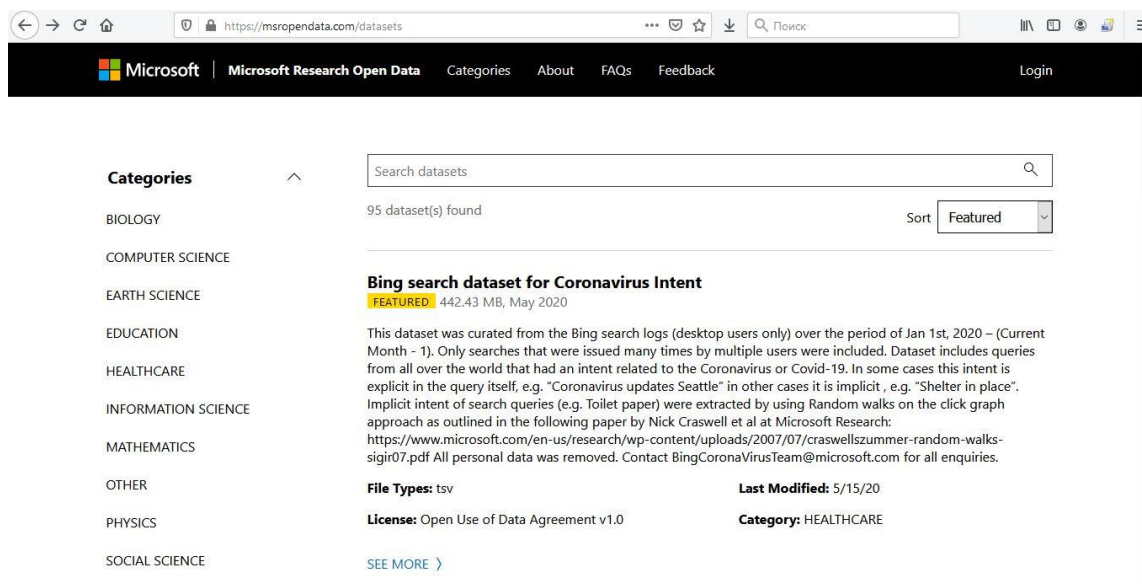 https://msropendata.com/datasets
Поиск
Microsoft
Microsoft Research Open Data
Categories
About
FAQs
Feedback
Login
Categories
BIOLOGY
COMPUTER SCIENCE
EARTH SCIENCE
EDUCATION
HEALTHCARE
INFORMATION SCIENCE
MATHEMATICS
OTHER
PHYSICS
SOCIAL SCIENCE
Search datasets
95 dataset(s) found
Sort
Featured
Bing search dataset for Coronavirus Intent
FEATURED 442.43 MB, May 2020
This dataset was curated from the Bing search logs (desktop users only) over the period of Jan 1st, 2020 – (Current
Month - 1). Only searches that were issued many times by multiple users were included. Dataset includes queries
from all over the world that had an intent related to the Coronavirus or Covid-19. In some cases this intent is
explicit in the query itself, e.g. “Coronavirus updates Seattle” in other cases it is implicit , e.g. “Shelter in place”.
Implicit intent of search queries (e.g. Toilet paper) were extracted by using Random walks on the click graph
approach as outlined in the following paper by Nick Craswell et al at Microsoft Research:
https://www.microsoft.com/en-us/research/wp-content/uploads/2007/07/craswellszummer-random-walks-
sigir07.pdf All personal data was removed. Contact BingCoronaVirusTeam@microsoft.com for all enquiries.
File Types: tsv
Last Modified: 5/15/20
License: Open Use of Data Agreement v1.0
Category: HEALTHCARE
SEE MORE